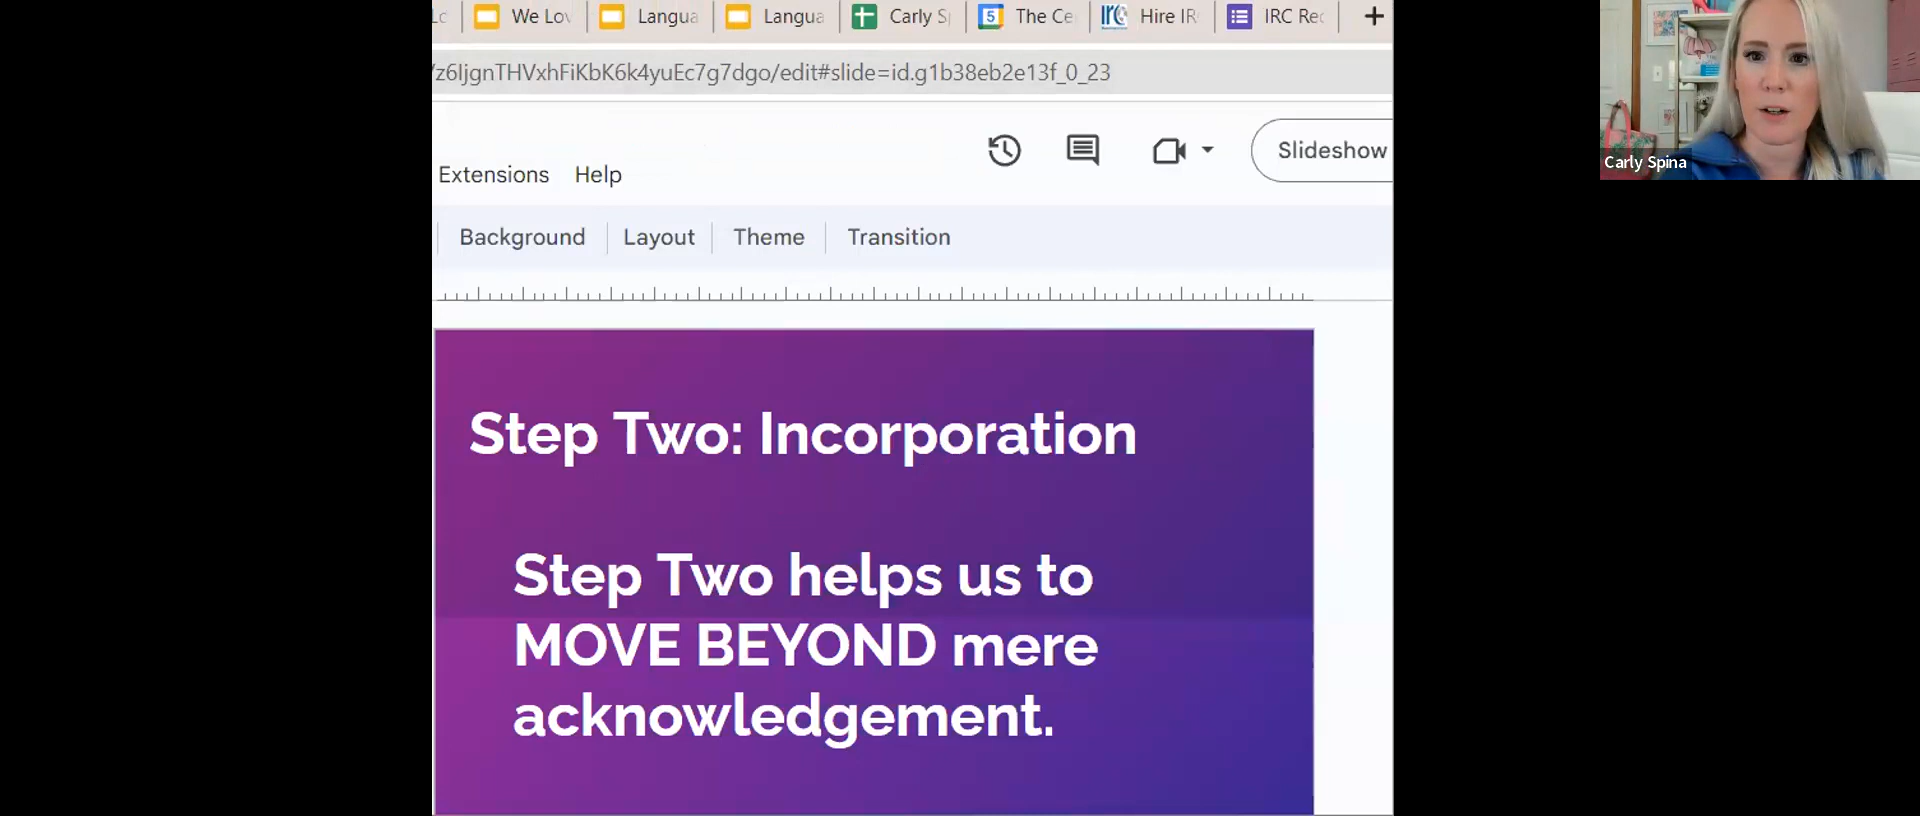 We Lov Langua Langua Carly S The Ce Hire IR IRC Rec
z6IjgnTHVxhFiKbK6k4yuEc7g7dgo/edit#slide=id.g1b38eb2e13f_0_23
Extensions Help
Slideshow
Background Layout Theme Transition
Step Two: Incorporation
Step Two helps us to
MOVE BEYOND mere
acknowledgement.
Carly Spina